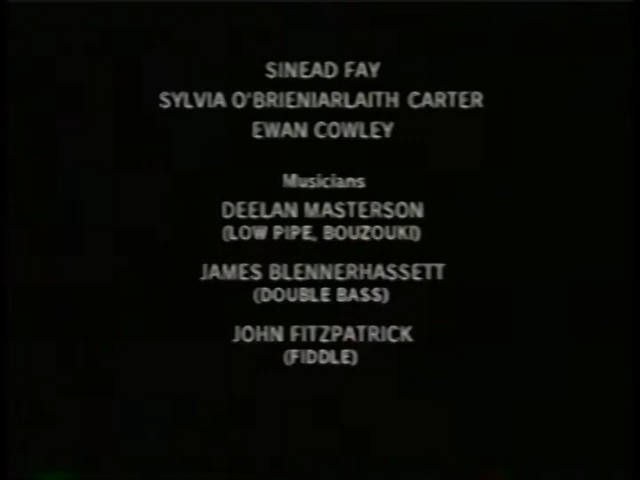 SINEAD FAY
SYLVIA O'BRIENIARLAITH CARTER
EWAN COWLEY
Musicians
DEELAN MASTERSON
(LOW PIPE, BOUZOUKI)
JAMES BLENNERHASSETT
(DOUBLE BASS)
JOHN FITZPATRICK
(FIDDLE)